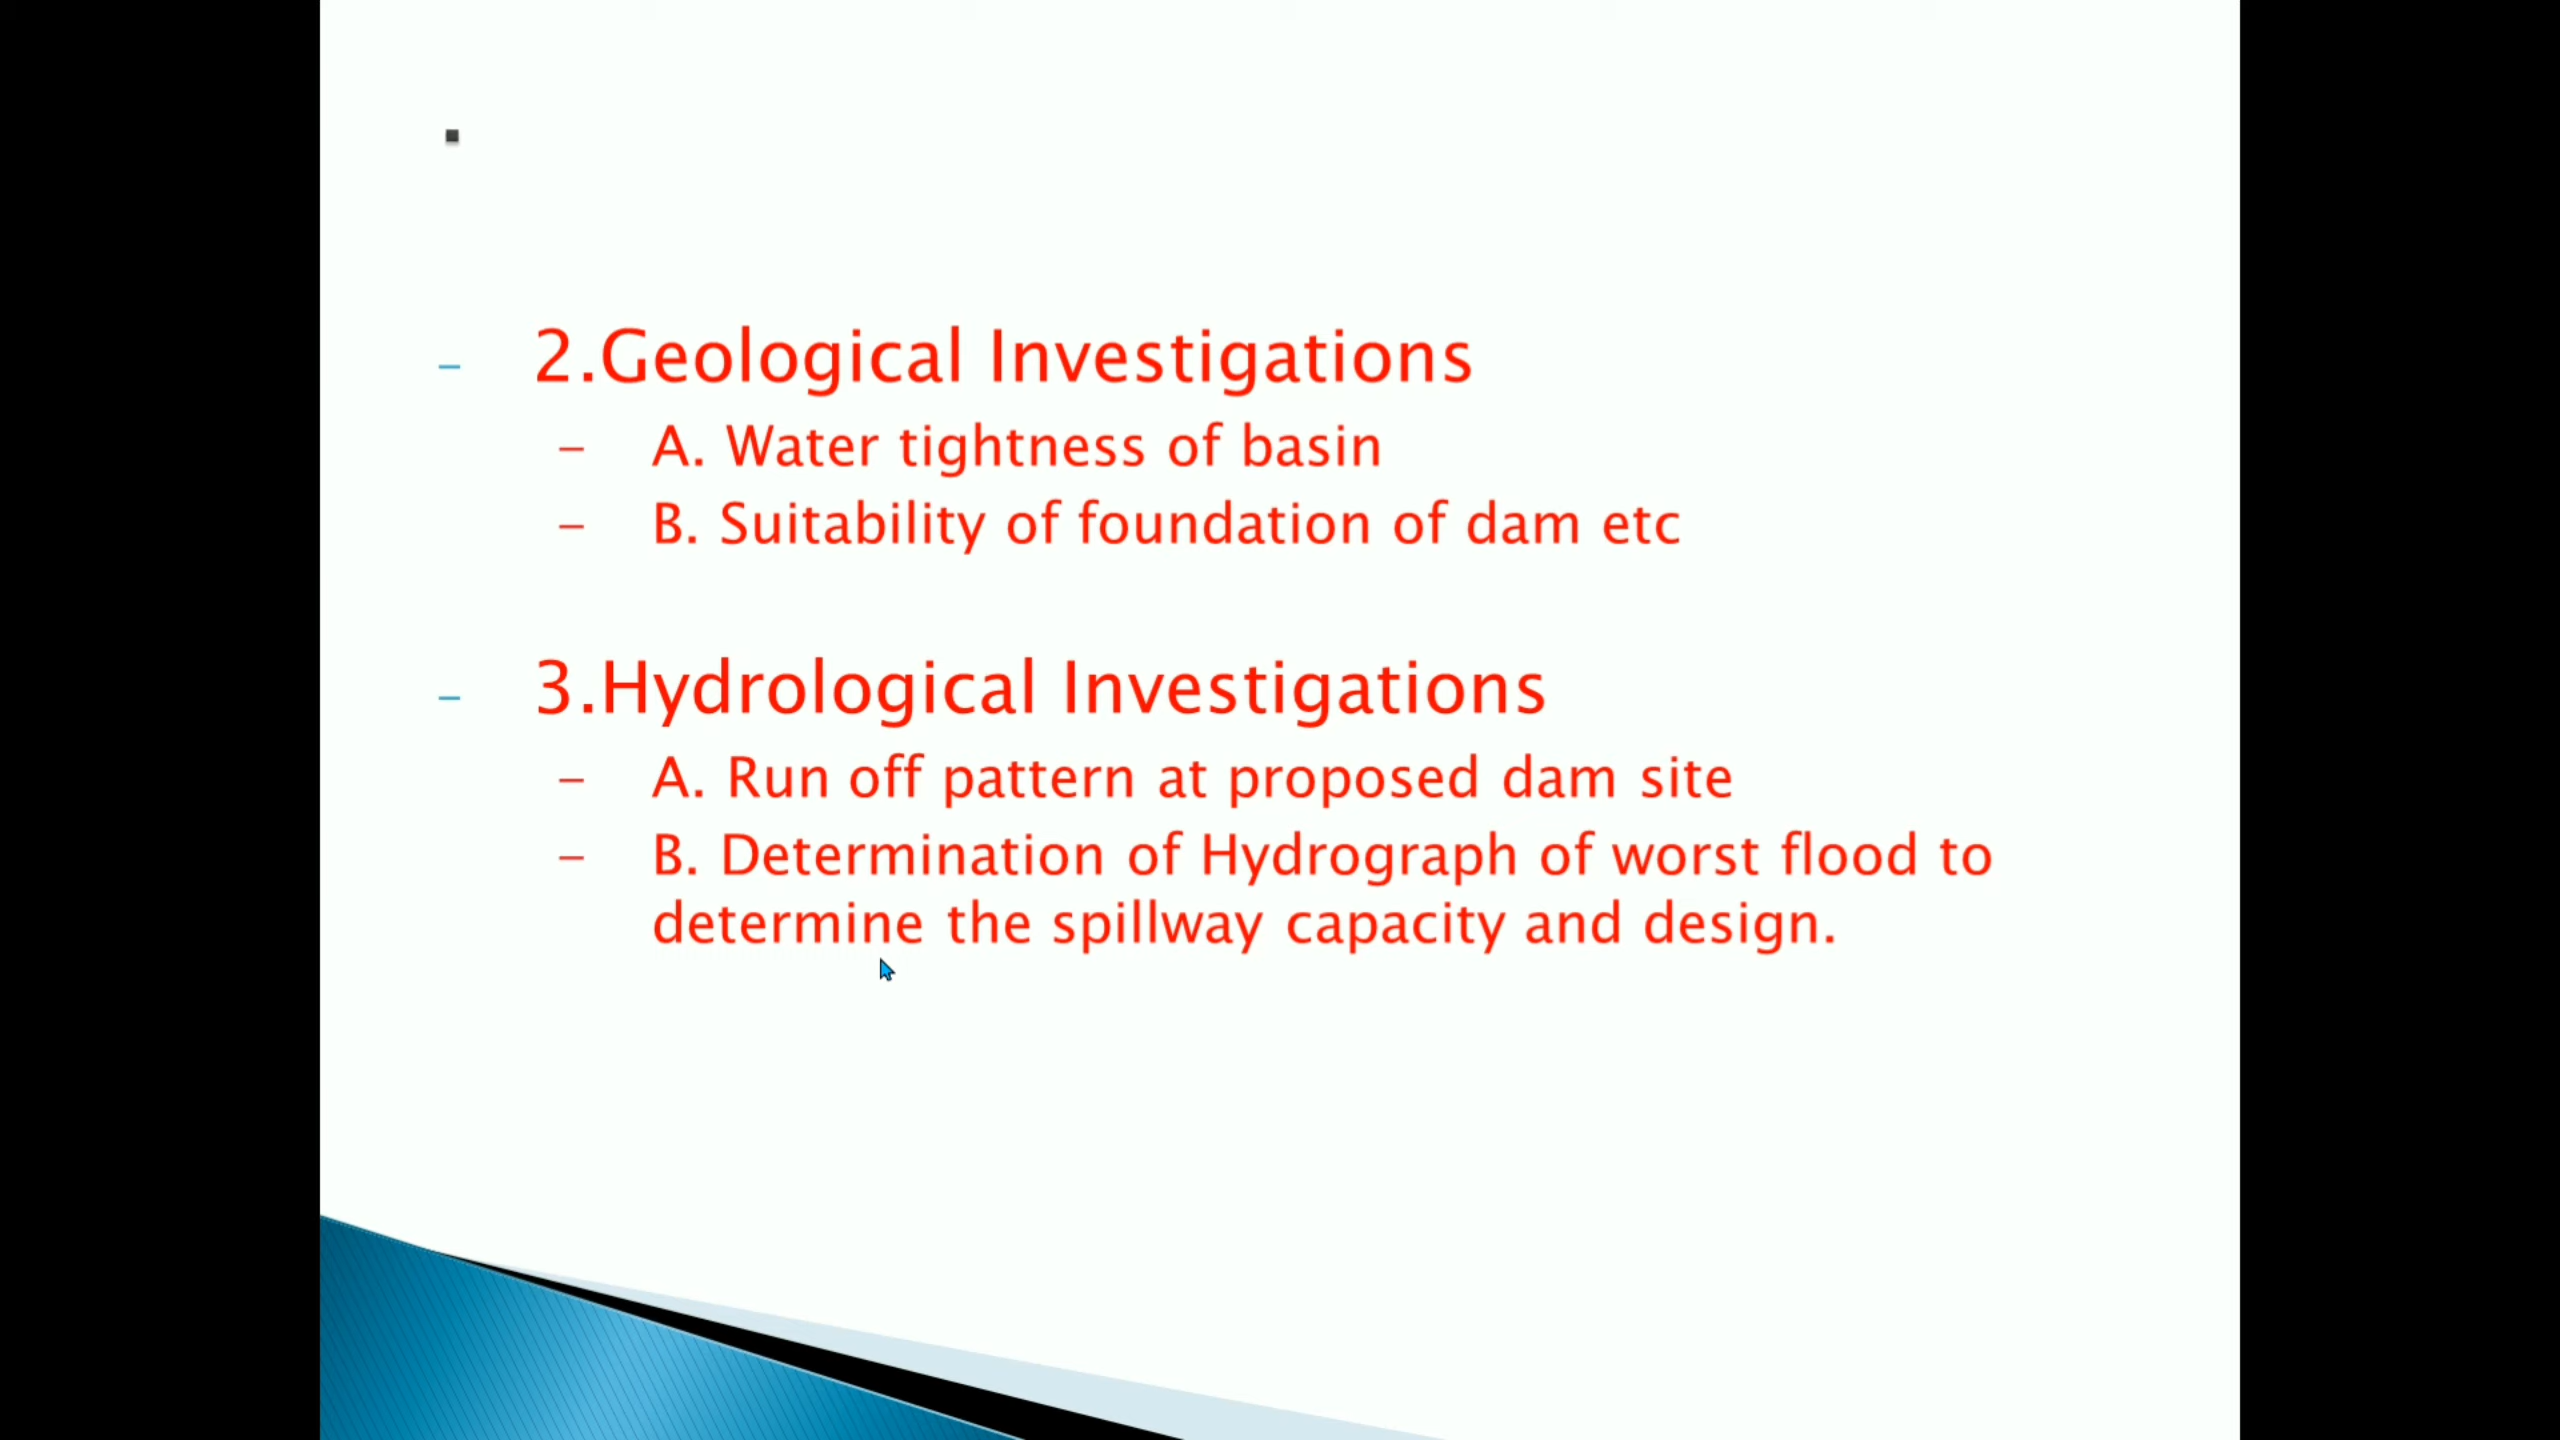 2.Geological Investigations
– A. Water tightness of basin
– B. Suitability of foundation of dam etc
3.Hydrological Investigations
– A. Run off pattern at proposed dam site
– B. Determination of Hydrograph of worst flood to
determine the spillway capacity and design.